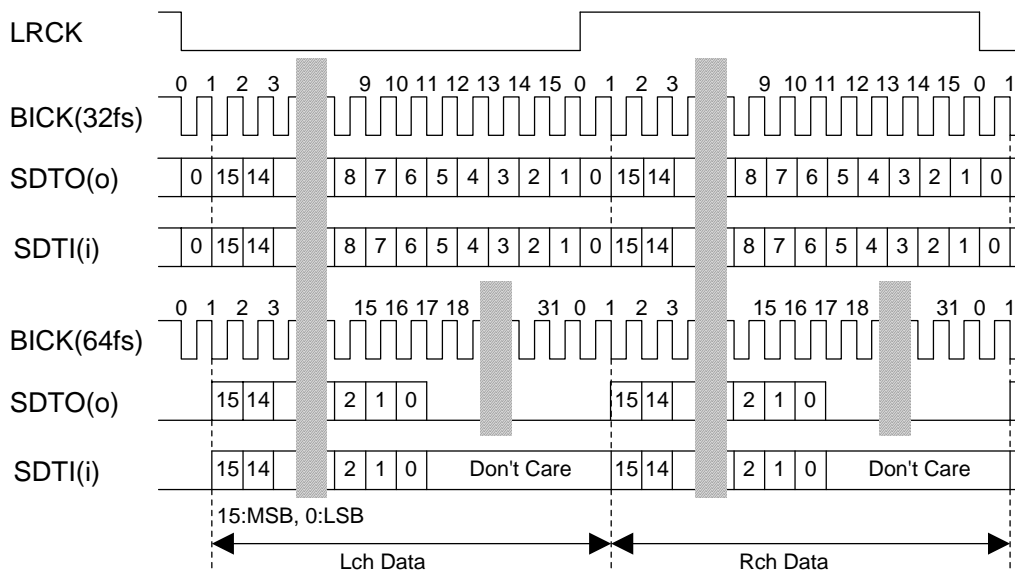 LRCK
0 1 2 3 9 10 11 12 13 14 15 0 1 2 3 9 10 11 12 13 14 15 0 1
BICK(32fs)
SDTO(o) 0 15 14 8 7 6 5 4 3 2 1 0 15 14 8 7 6 5 4 3 2 1 0
SDTI(i) 0 15 14 8 7 6 5 4 3 2 1 0 15 14 8 7 6 5 4 3 2 1 0
0 1 2 3 15 16 17 18 31 0 1 2 3 15 16 17 18 31 0 1
BICK(64fs)
SDTO(o) 15 14 2 1 0 15 14 2 1 0
SDTI(i) 15 14 2 1 0 Don't Care 15 14 2 1 0 Don't Care
15:MSB, 0:LSB
Lch Data Rch Data